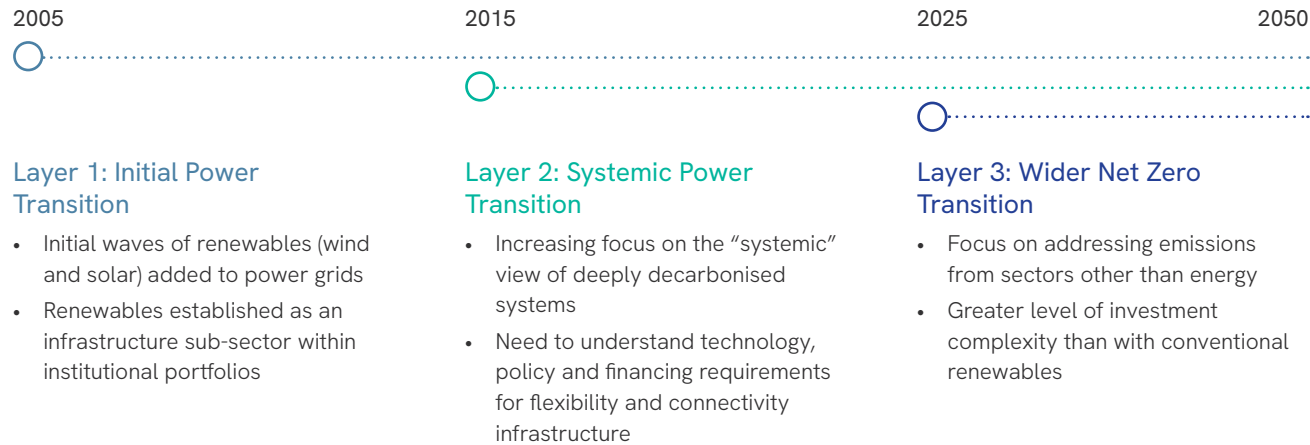 2005
2015
2025
2050
Layer 1: Initial Power
Transition
• Initial waves of renewables (wind
and solar) added to power grids
• Renewables established as an
infrastructure sub-sector within
institutional portfolios
Layer 2: Systemic Power
Transition
• Increasing focus on the “systemic”
view of deeply decarbonised
systems
• Need to understand technology,
policy and financing requirements
for flexibility and connectivity
infrastructure
Layer 3: Wider Net Zero
Transition
• Focus on addressing emissions
from sectors other than energy
• Greater level of investment
complexity than with conventional
renewables